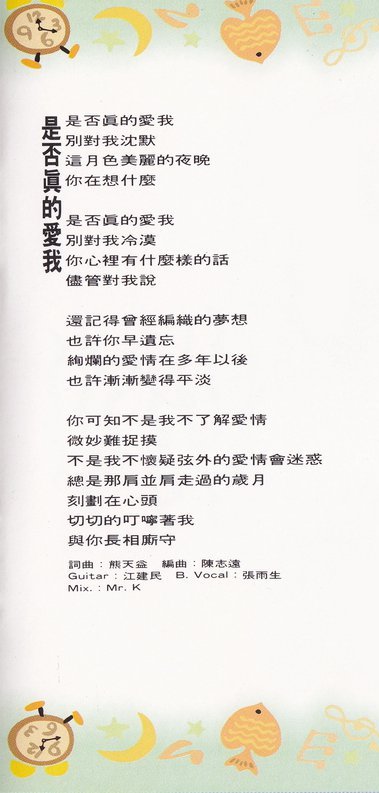 是否眞的愛我
是否眞的愛我
別對我沈默
這月色美麗的夜晚
你在想什麼
是否眞的愛我
別對我冷漠
你心裡有什麼樣的話
儘管對我說
還記得曾經編織的夢想
也許你早遺忘
絢爛的愛情在多年以後
也許漸漸變得平淡
你可知不是我不了解愛情
微妙難捉摸
不是我不懷疑弦外的愛情會迷惑
總是那肩並肩走過的歲月
刻劃在心頭
切切的叮嚀著我
與你長相廝守
詞曲：熊天益　編曲：陳志遠
Guitar：江建民　B. Vocal：張雨生
Mix.：Mr. K